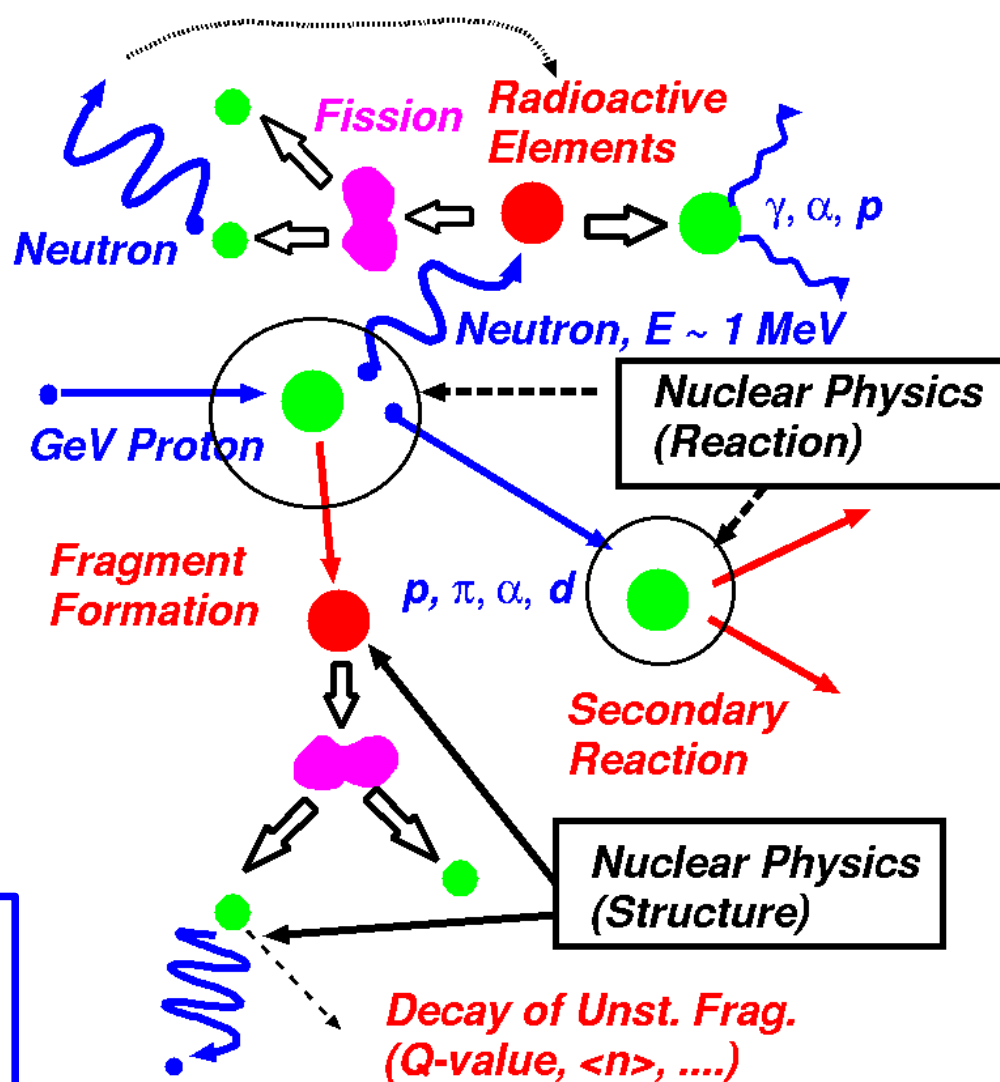 Fission
Radioactive
Elements
γ, α, p
Neutron
Neutron, E ~ 1 MeV
Nuclear Physics
(Reaction)
GeV Proton
Fragment
Formation
p, π, α, d
Secondary
Reaction
Nuclear Physics
(Structure)
Decay of Unst. Frag.
(Q-value, <n>, ....)